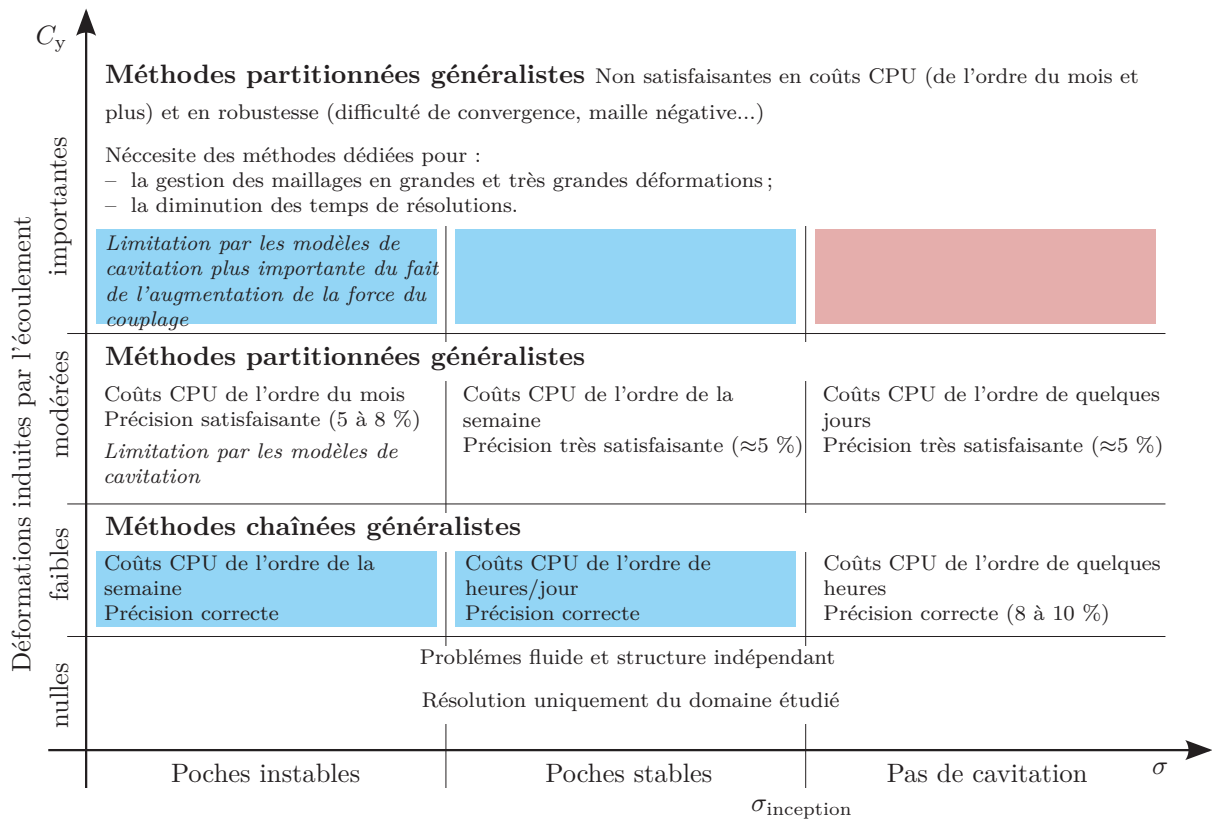 C_y
Déformations induites par l'écoulement
importantes
Méthodes partitionnées généralistes Non satisfaisantes en coûts CPU (de l'ordre du mois et
plus) et en robustesse (difficulté de convergence, maille négative...)
Néccesite des méthodes dédiées pour :
– la gestion des maillages en grandes et très grandes déformations ;
– la diminution des temps de résolutions.
Limitation par les modèles de
cavitation plus importante du fait
de l'augmentation de la force du
couplage
modérées
Méthodes partitionnées généralistes
Coûts CPU de l'ordre du mois
Précision satisfaisante (5 à 8 %)
Limitation par les modèles de
cavitation
Coûts CPU de l'ordre de la
semaine
Précision très satisfaisante (≈5 %)
Coûts CPU de l'ordre de quelques
jours
Précision très satisfaisante (≈5 %)
faibles
Méthodes chaînées généralistes
Coûts CPU de l'ordre de la
semaine
Précision correcte
Coûts CPU de l'ordre de
heures/jour
Précision correcte
Coûts CPU de l'ordre de quelques
heures
Précision correcte (8 à 10 %)
nulles
Problémes fluide et structure indépendant
Résolution uniquement du domaine étudié
Poches instables
Poches stables
Pas de cavitation
σ
σ_inception